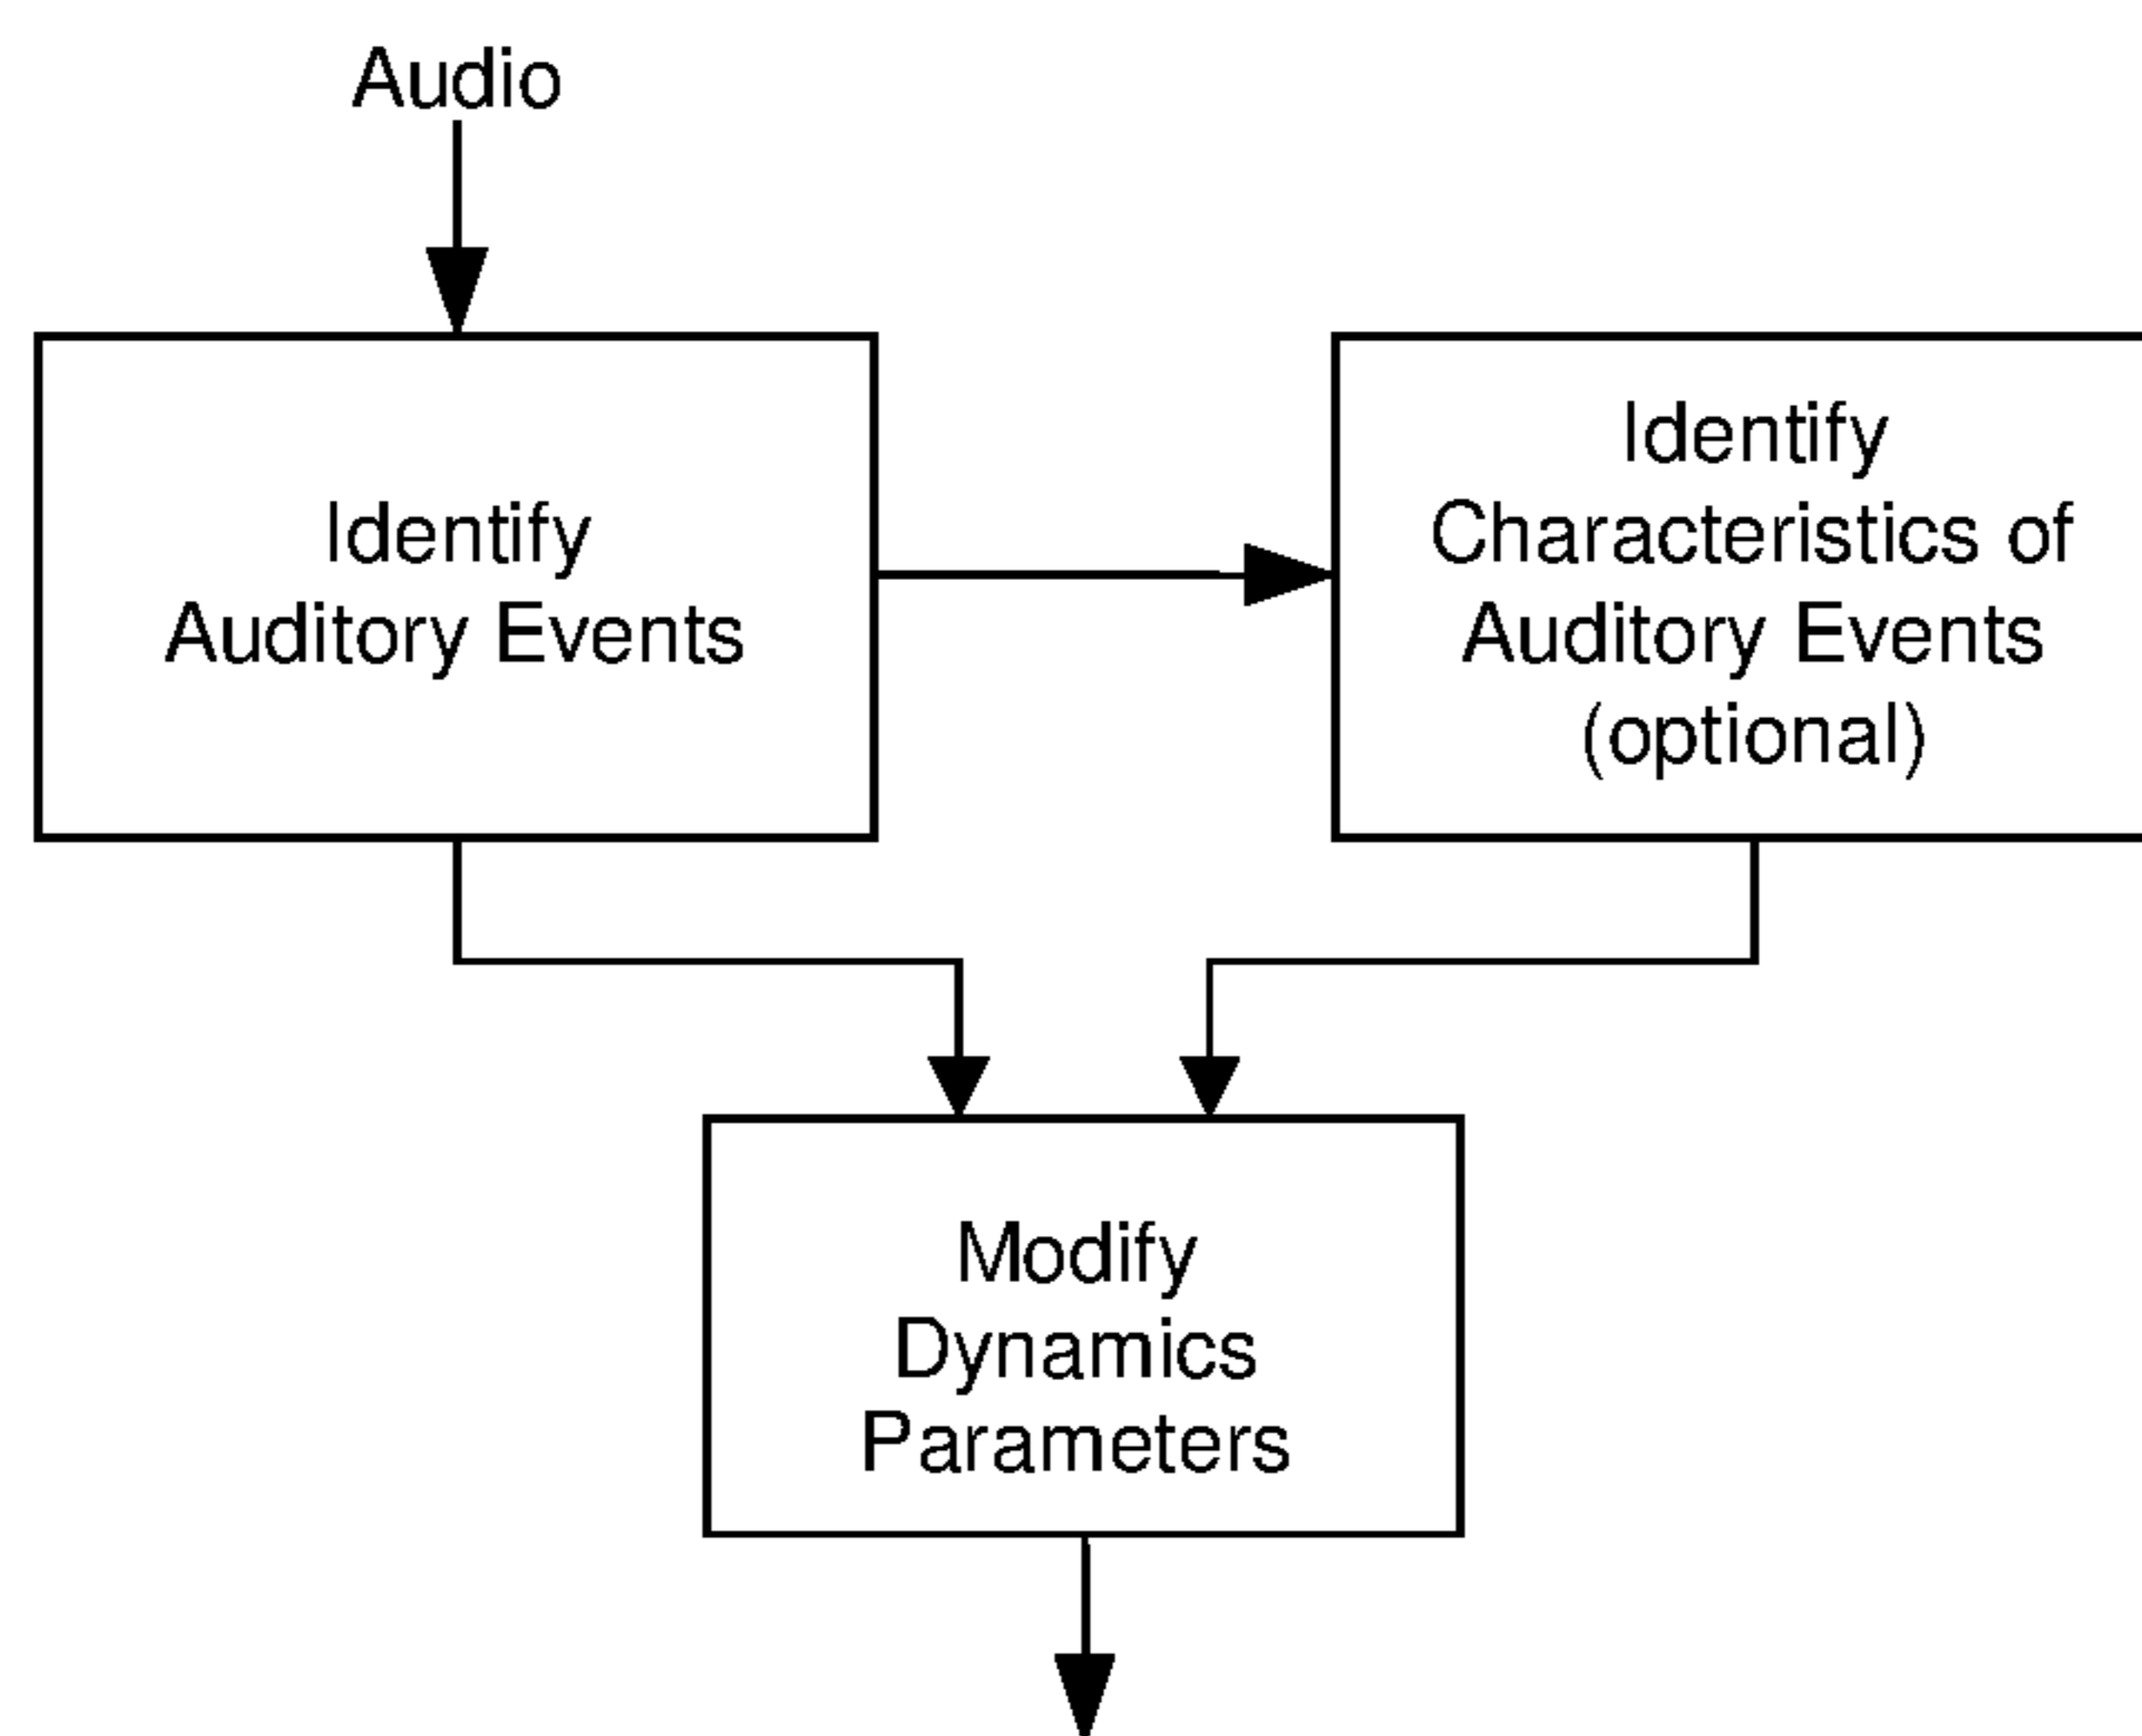 Audio
Identify
Auditory Events
Identify
Characteristics of
Auditory Events
(optional)
Modify
Dynamics
Parameters